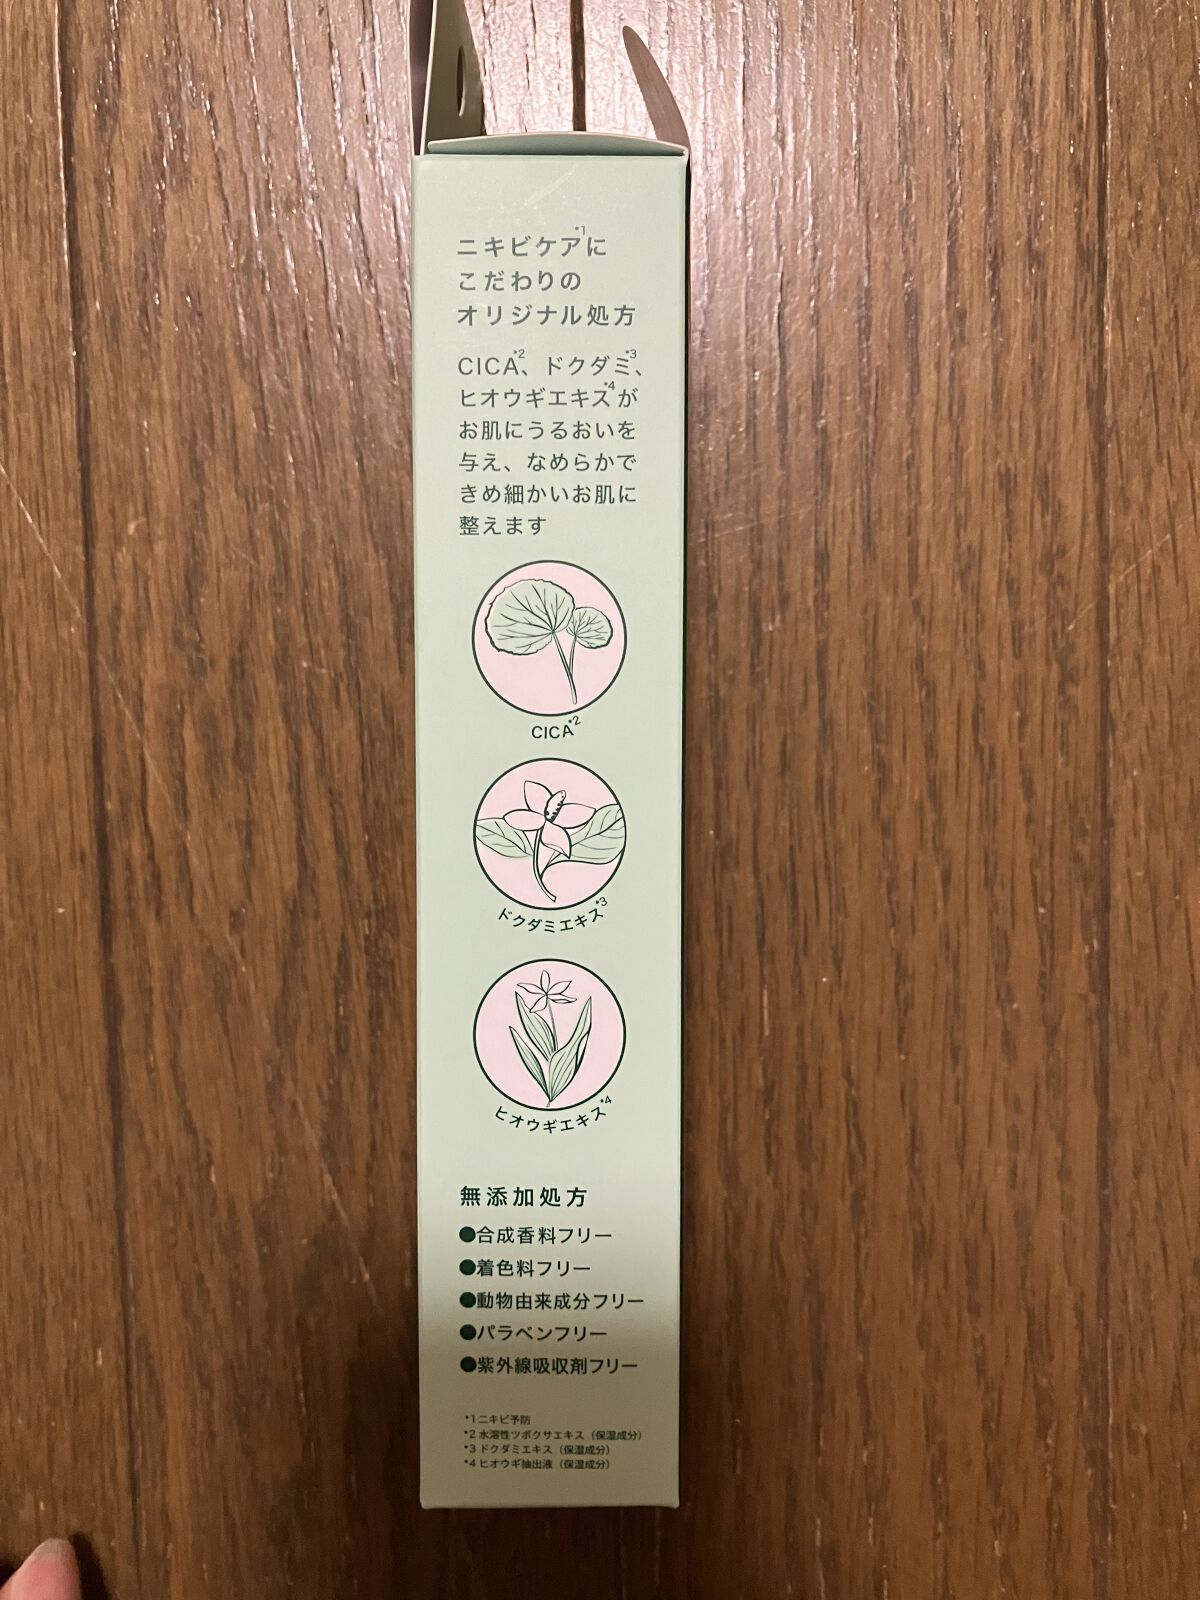 ニキビケア*1に
こだわりの
オリジナル処方
CICA*2、ドクダミ*3、
ヒオウギエキス*4が
お肌にうるおいを
与え、なめらかで
きめ細かいお肌に
整えます
CICA*2
ドクダミエキス*3
ヒオウギエキス*4
無添加処方
●合成香料フリー
●着色料フリー
●動物由来成分フリー
●パラベンフリー
●紫外線吸収剤フリー
*1 ニキビ予防
*2 水溶性ツボクサエキス（保湿成分）
*3 ドクダミエキス（保湿成分）
*4 ヒオウギ抽出液（保湿成分）